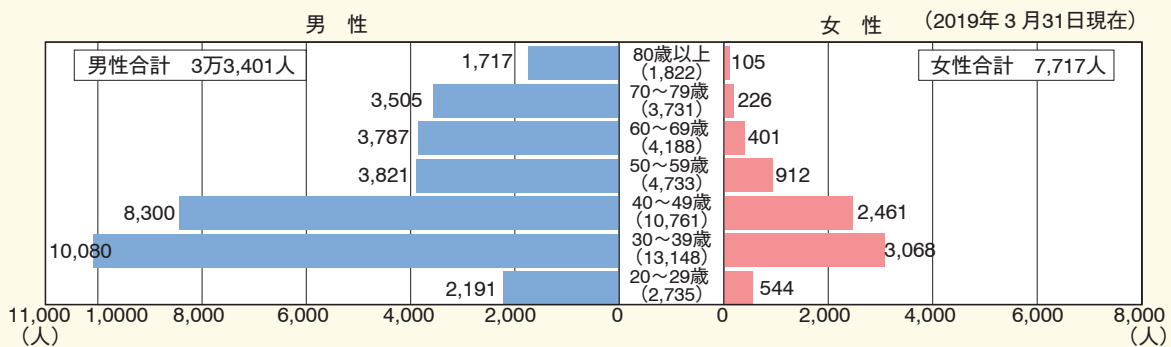 男　性
女　性
（2019年３月31日現在）
男性合計　3万3,401人
女性合計　7,717人
1,717
80歳以上
（1,822）
105
3,505
70～79歳
（3,731）
226
3,787
60～69歳
（4,188）
401
3,821
50～59歳
（4,733）
912
8,300
40～49歳
（10,761）
2,461
10,080
30～39歳
（13,148）
3,068
2,191
20～29歳
（2,735）
544
11,000 1,0000 8,000 6,000 4,000 2,000 0 0 2,000 4,000 6,000 8,000
（人） （人）